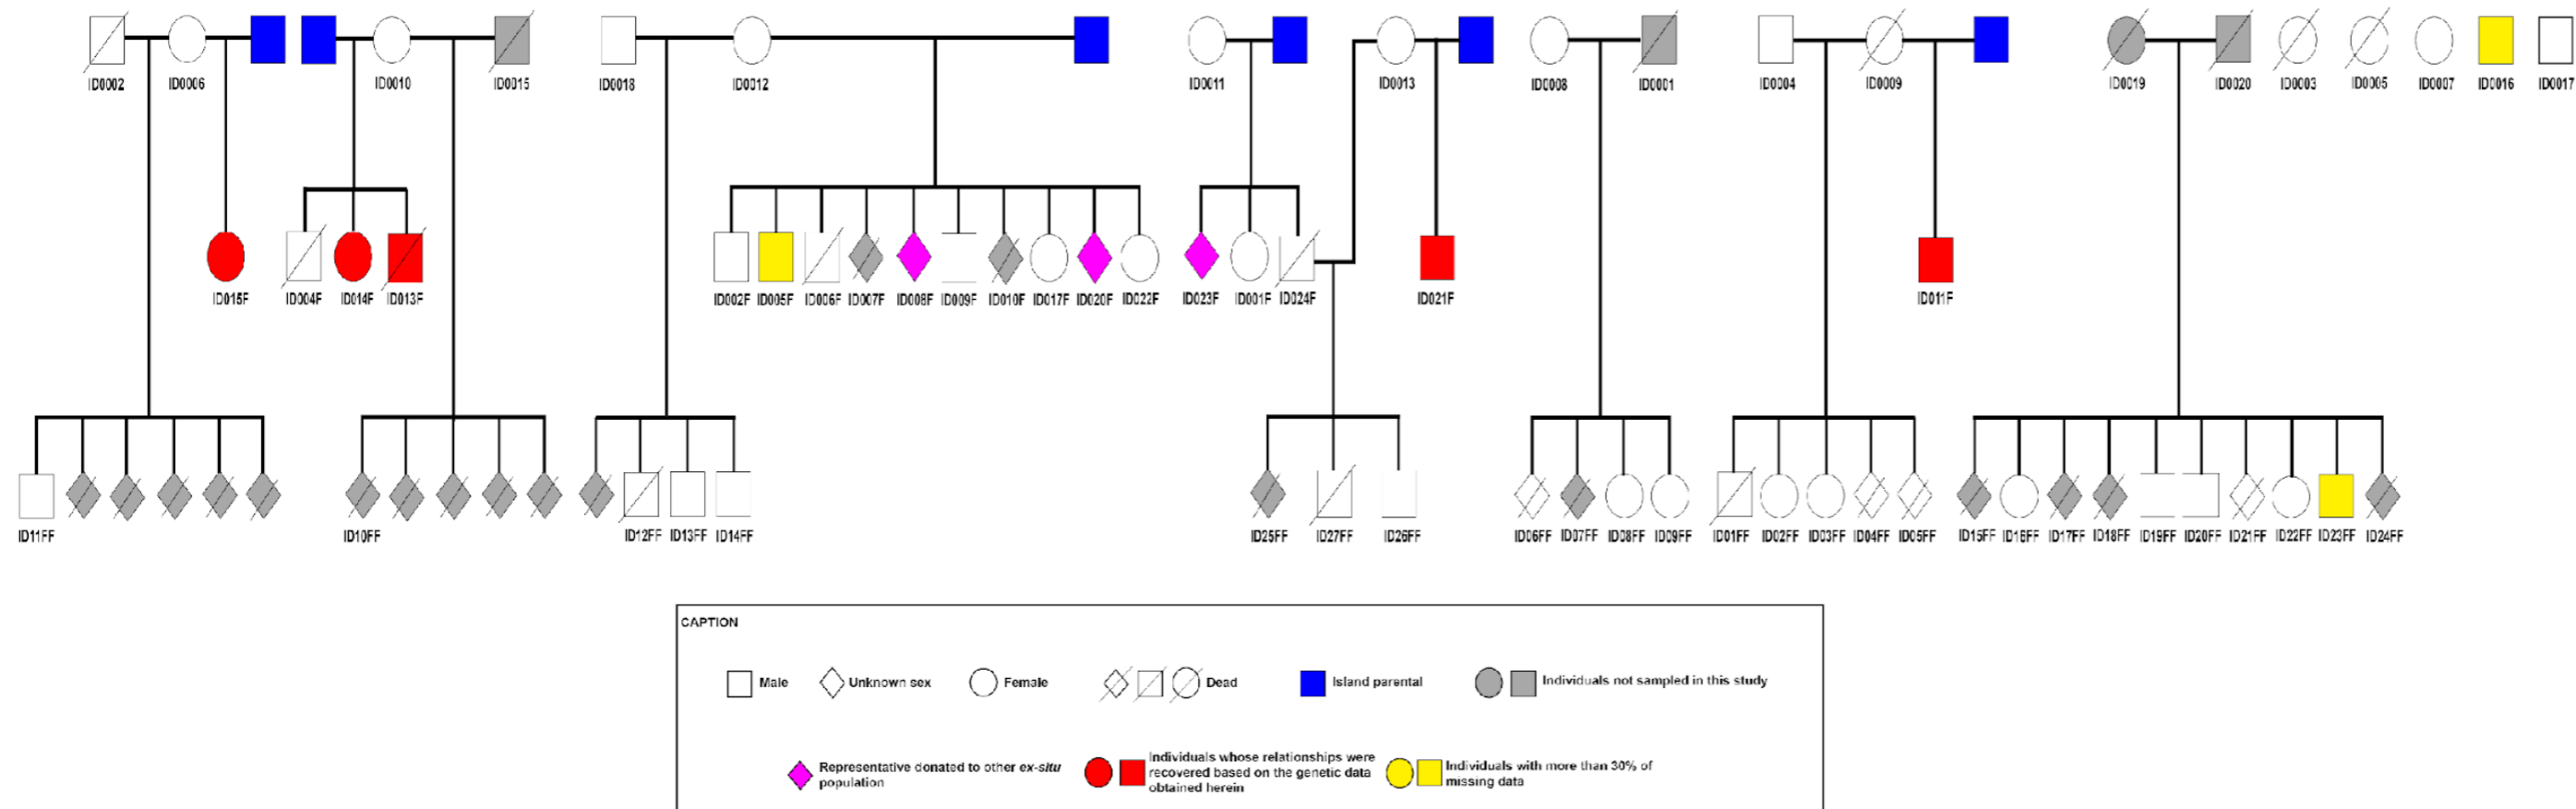 ID0002 ID0006 ID0010 ID0015 ID0018 ID0012 ID0011 ID0013 ID0008 ID0001 ID0004 ID0009 ID0019 ID0020 ID0003 ID0005 ID0007 ID0016 ID0017
ID015F ID004F ID014F ID013F ID002F ID005F ID006F ID007F ID008F ID009F ID010F ID017F ID020F ID022F ID023F ID001F ID024F ID021F ID011F
ID11FF ID10FF ID12FF ID13FF ID14FF ID25FF ID27FF ID26FF ID06FF ID07FF ID08FF ID09FF ID01FF ID02FF ID03FF ID04FF ID05FF ID15FF ID16FF ID17FF ID18FF ID19FF ID20FF ID21FF ID22FF ID23FF ID24FF
CAPTION
Male Unknown sex Female Dead Island parental Individuals not sampled in this study
Representative donated to other ex-situ
population
Individuals whose relationships were
recovered based on the genetic data
obtained herein
Individuals with more than 30% of
missing data